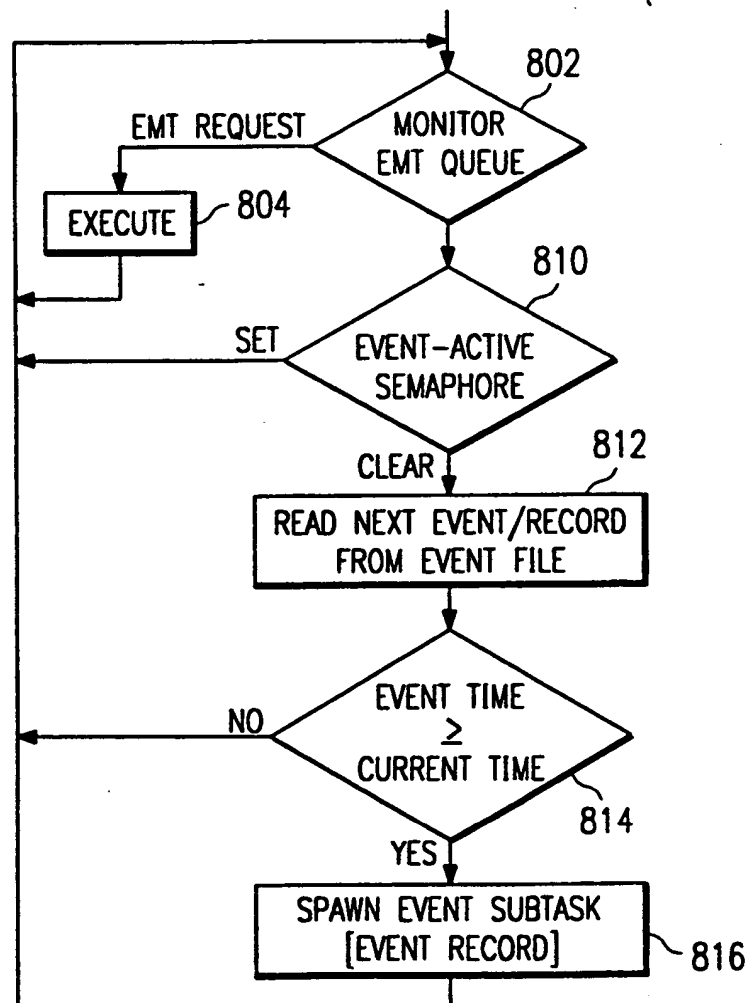 802
MONITOR
EMT QUEUE
EMT REQUEST
EXECUTE
804
810
EVENT-ACTIVE
SEMAPHORE
SET
CLEAR
812
READ NEXT EVENT/RECORD
FROM EVENT FILE
EVENT TIME
≥
CURRENT TIME
NO
814
YES
SPAWN EVENT SUBTASK
[EVENT RECORD]
816